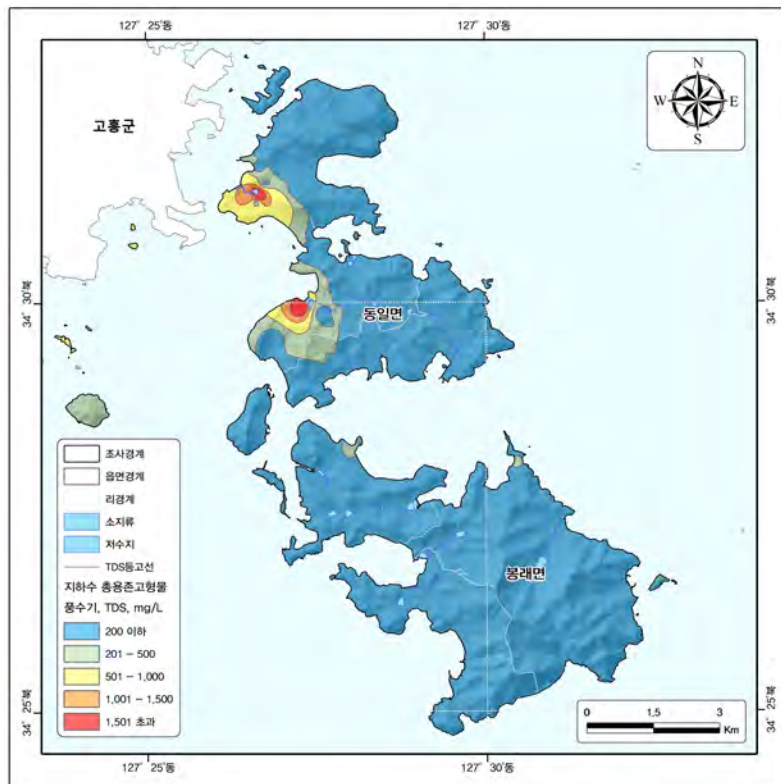 127° 25'동
127° 30'동
고흥군
N
W
E
S
34° 30'북
34° 30'북
동일면
조사경계
읍면경계
리경계
소지류
저수지
TDS등고선
지하수 총용존고형물
풍수기, TDS, mg/L
200 이하
201 – 500
501 – 1,000
1,001 – 1,500
1,501 초과
봉래면
34° 25'북
34° 25'북
0 1.5 3
Km
127° 25'동
127° 30'동